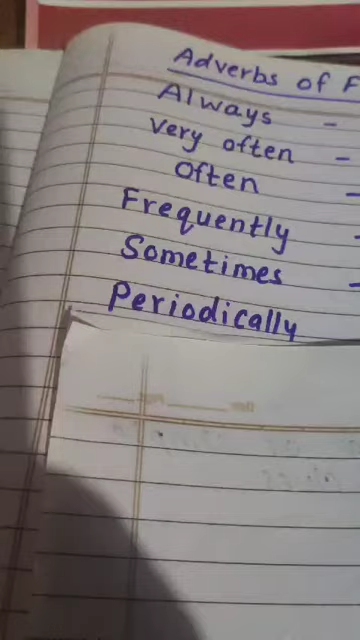 Adverbs of F
Always -
Very often -
Often -
Frequently -
Sometimes -
Periodically